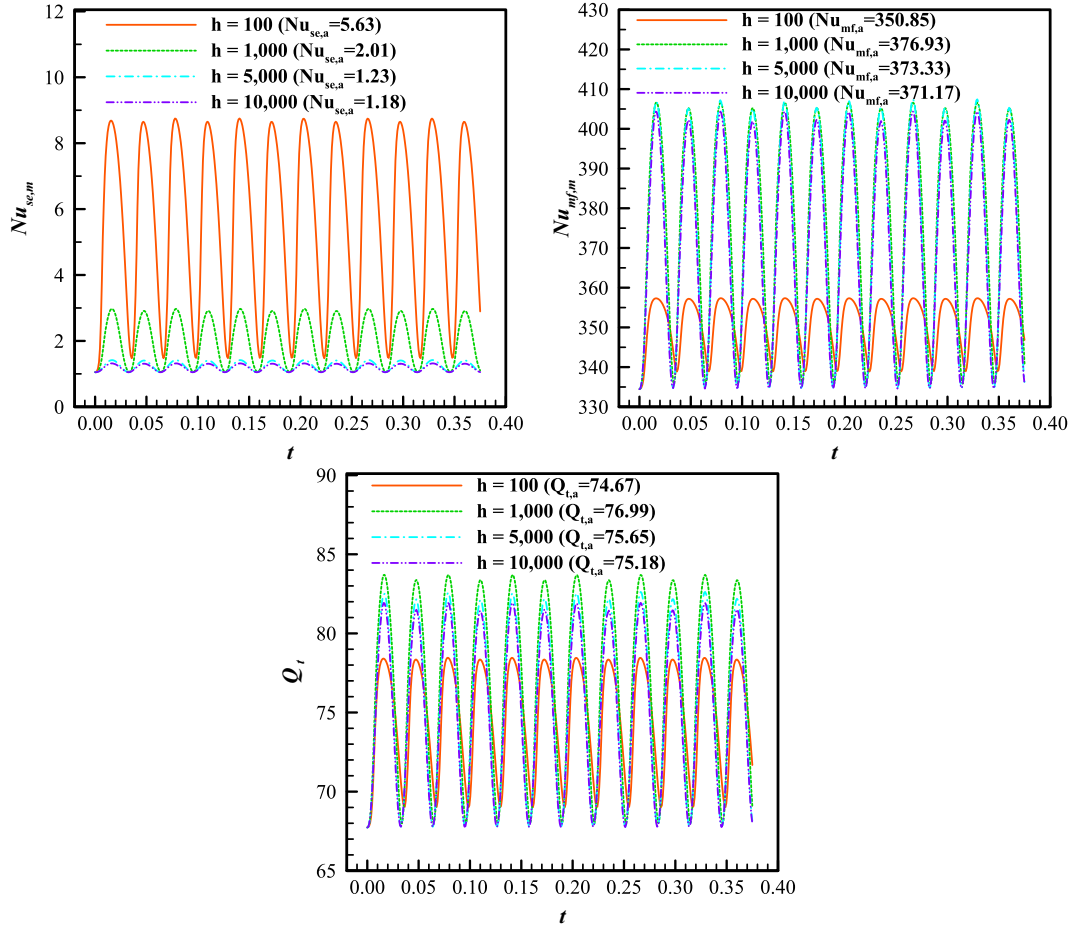 h = 100 (Nu_se,a=5.63)
h = 1,000 (Nu_se,a=2.01)
h = 5,000 (Nu_se,a=1.23)
h = 10,000 (Nu_se,a=1.18)
12
10
8
6
4
2
0
Nu_se,m
0.00 0.05 0.10 0.15 0.20 0.25 0.30 0.35 0.40
t
h = 100 (Nu_mf,a=350.85)
h = 1,000 (Nu_mf,a=376.93)
h = 5,000 (Nu_mf,a=373.33)
h = 10,000 (Nu_mf,a=371.17)
430
420
410
400
390
380
370
360
350
340
330
Nu_mf,m
0.00 0.05 0.10 0.15 0.20 0.25 0.30 0.35 0.40
t
h = 100 (Q_t,a=74.67)
h = 1,000 (Q_t,a=76.99)
h = 5,000 (Q_t,a=75.65)
h = 10,000 (Q_t,a=75.18)
90
85
80
75
70
65
Q_t
0.00 0.05 0.10 0.15 0.20 0.25 0.30 0.35 0.40
t